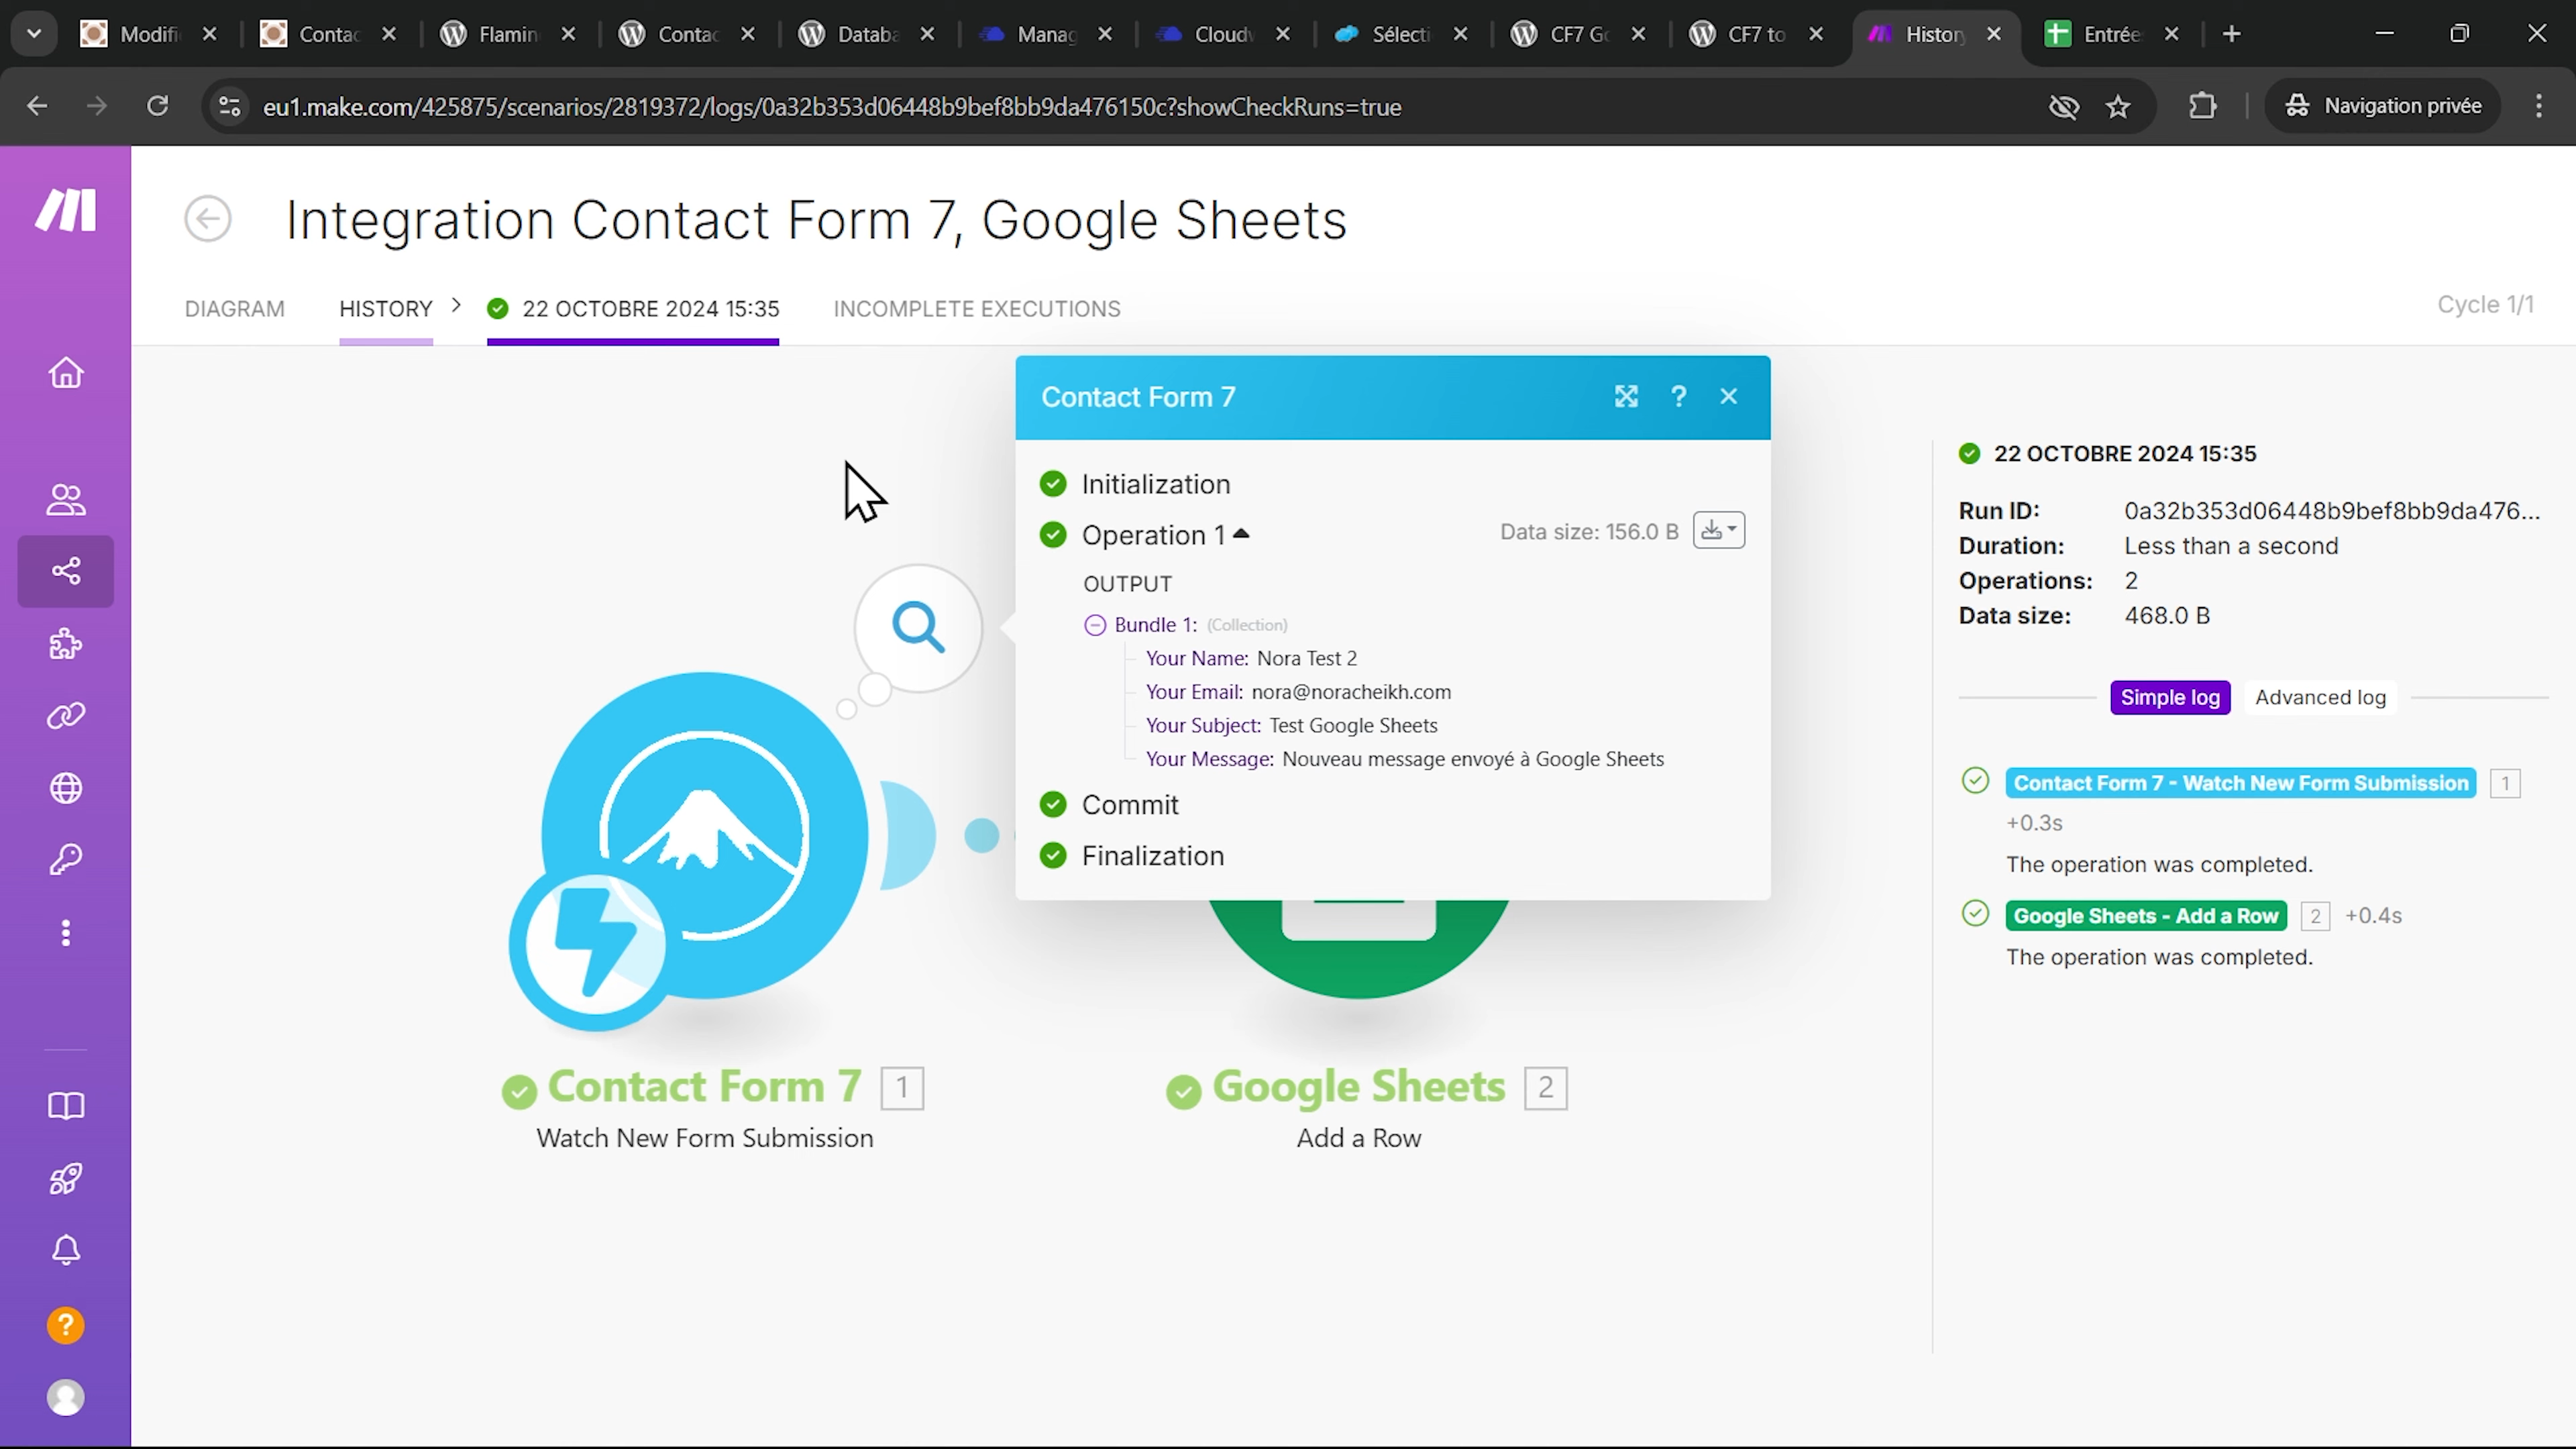 Modifi
Contac
Flamin
Contac
Databa
Manag
Cloudw
Sélecti
CF7 Go
CF7 to
History
Entrée
eu1.make.com/425875/scenarios/2819372/logs/0a32b353d06448b9bef8bb9da476150c?showCheckRuns=true
Navigation privée
Integration Contact Form 7, Google Sheets
DIAGRAM
HISTORY
22 OCTOBRE 2024 15:35
INCOMPLETE EXECUTIONS
Cycle 1/1
Contact Form 7
?
Initialization
Operation 1
Data size: 156.0 B
OUTPUT
Bundle 1: (Collection)
Your Name: Nora Test 2
Your Email: nora@noracheikh.com
Your Subject: Test Google Sheets
Your Message: Nouveau message envoyé à Google Sheets
Commit
Finalization
Contact Form 7 1
Watch New Form Submission
Google Sheets 2
Add a Row
22 OCTOBRE 2024 15:35
Run ID: 0a32b353d06448b9bef8bb9da476...
Duration: Less than a second
Operations: 2
Data size: 468.0 B
Simple log
Advanced log
Contact Form 7 - Watch New Form Submission 1
+0.3s
The operation was completed.
Google Sheets - Add a Row 2 +0.4s
The operation was completed.
?